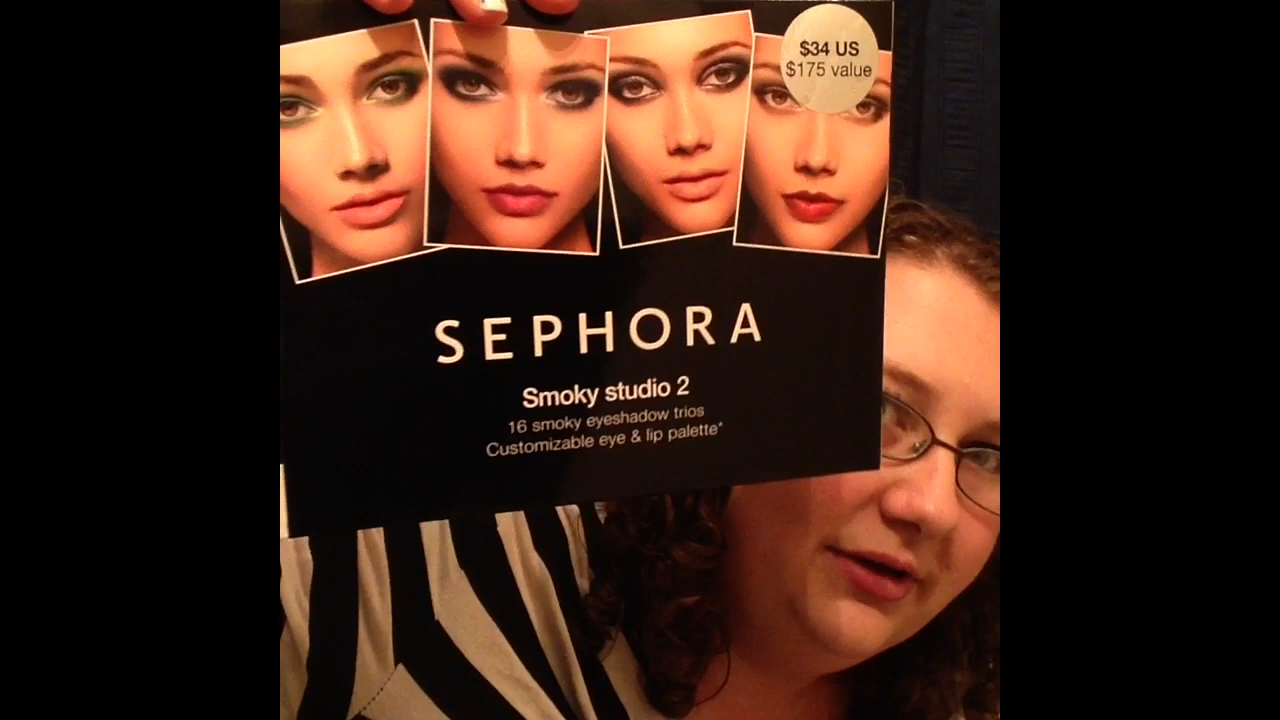 $34 US
$175 value
SEPHORA
Smoky studio 2
16 smoky eyeshadow trios
Customizable eye & lip palette*